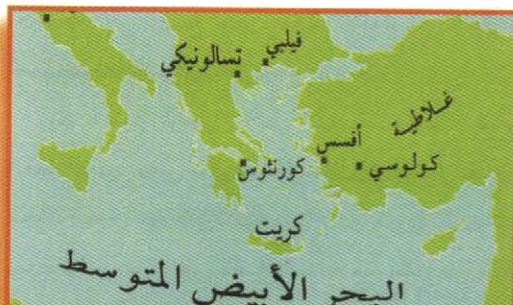 فيلبي
تسالونيكي
غلاطية
أفسس
كولوسي
كورنثوس
كريت
البحر الأبيض المتوسط